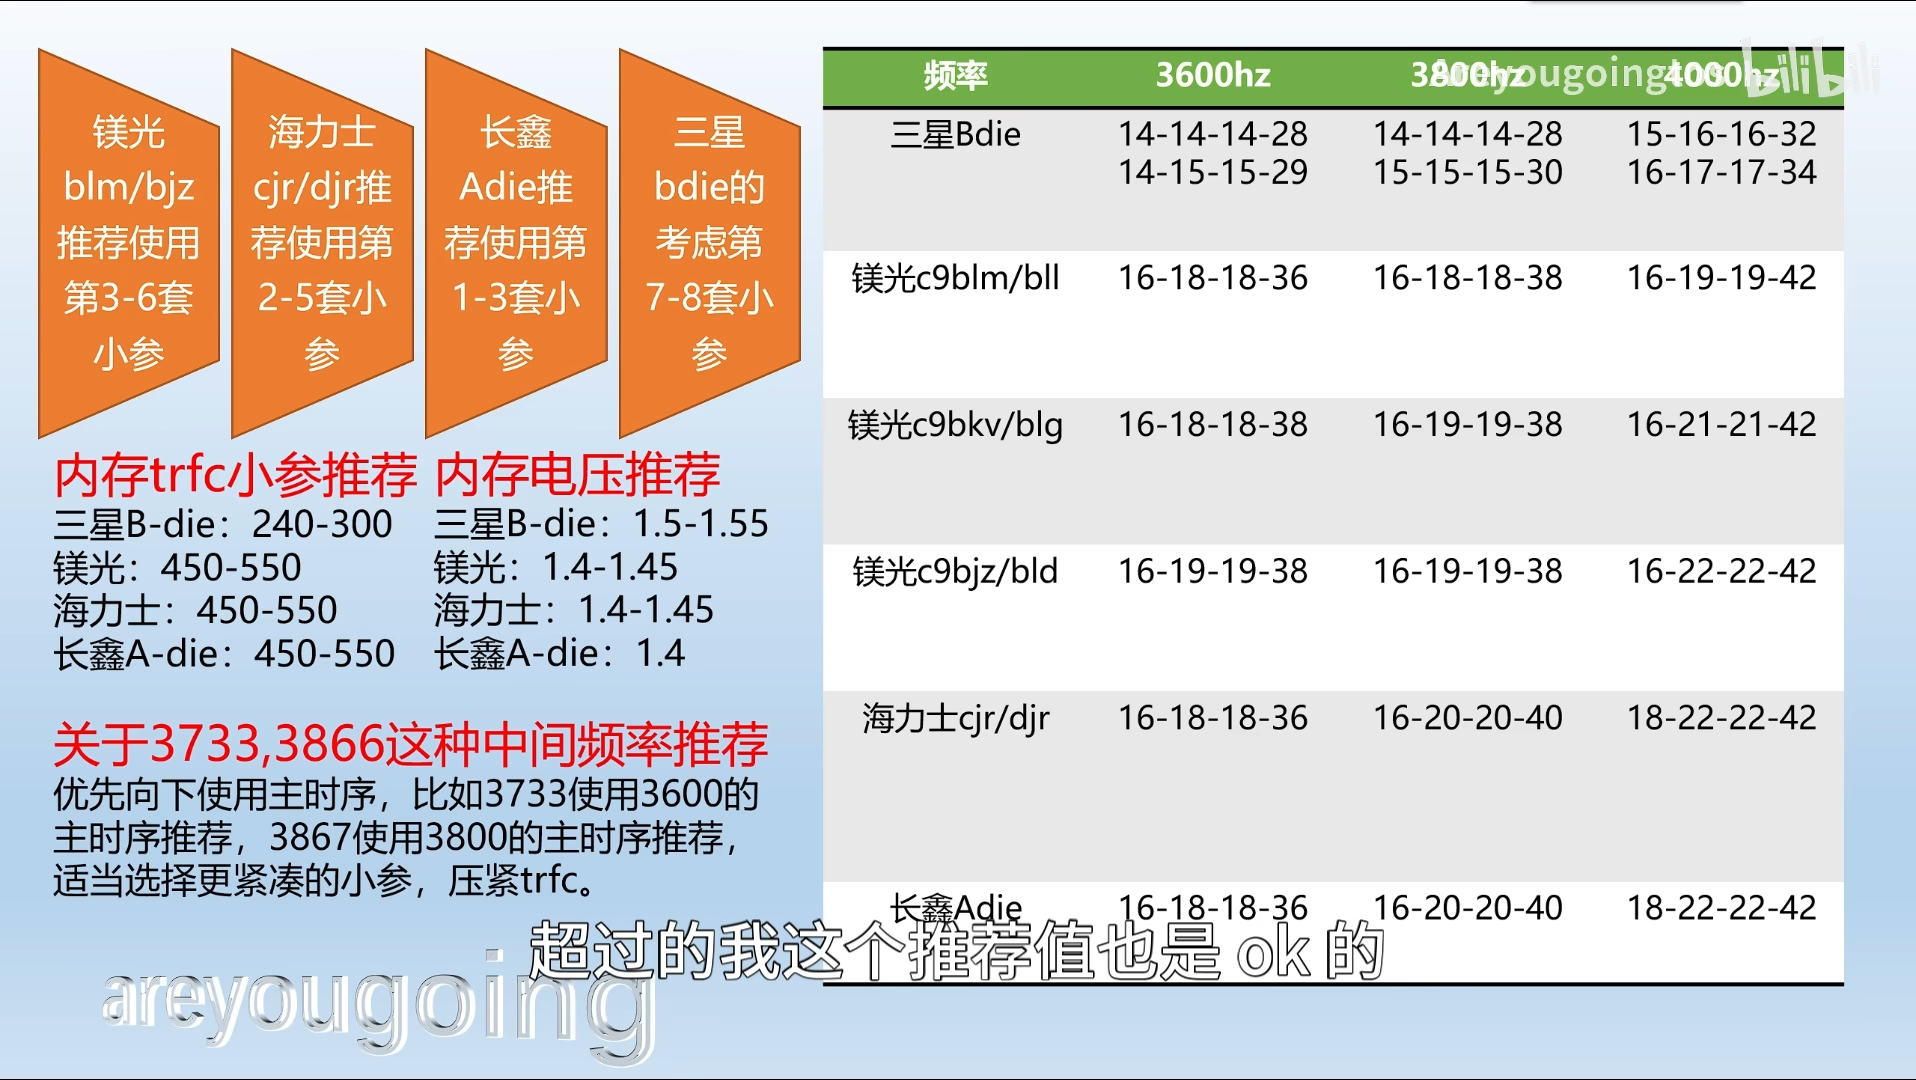 镁光
blm/bjz
推荐使用
第3-6套
小参
海力士
cjr/djr推
荐使用第
2-5套小
参
长鑫
Adie推
荐使用第
1-3套小
参
三星
bdie的
考虑第
7-8套小
参
内存trfc小参推荐
三星B-die：240-300
镁光：450-550
海力士：450-550
长鑫A-die：450-550
内存电压推荐
三星B-die：1.5-1.55
镁光：1.4-1.45
海力士：1.4-1.45
长鑫A-die：1.4
关于3733,3866这种中间频率推荐
优先向下使用主时序，比如3733使用3600的
主时序推荐，3867使用3800的主时序推荐，
适当选择更紧凑的小参，压紧trfc。
频率 3600hz 3800hz 4000hz
三星Bdie 14-14-14-28 14-14-14-28 15-16-16-32
14-15-15-29 15-15-15-30 16-17-17-34
镁光c9blm/bll 16-18-18-36 16-18-18-38 16-19-19-42
镁光c9bkv/blg 16-18-18-38 16-19-19-38 16-21-21-42
镁光c9bjz/bld 16-19-19-38 16-19-19-38 16-22-22-42
海力士cjr/djr 16-18-18-36 16-20-20-40 18-22-22-42
长鑫Adie 16-18-18-36 16-20-20-40 18-22-22-42
超过的我这个推荐值也是 ok 的
areyougoing
bilibili